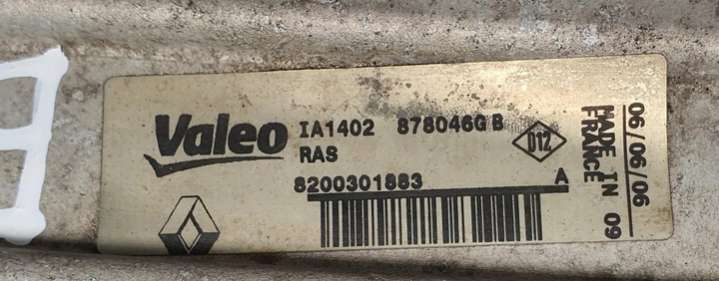 Valeo
IA1402 878046G B
RAS
8200301883 A
D12
MADE IN
FRANCE
06/06/06 09